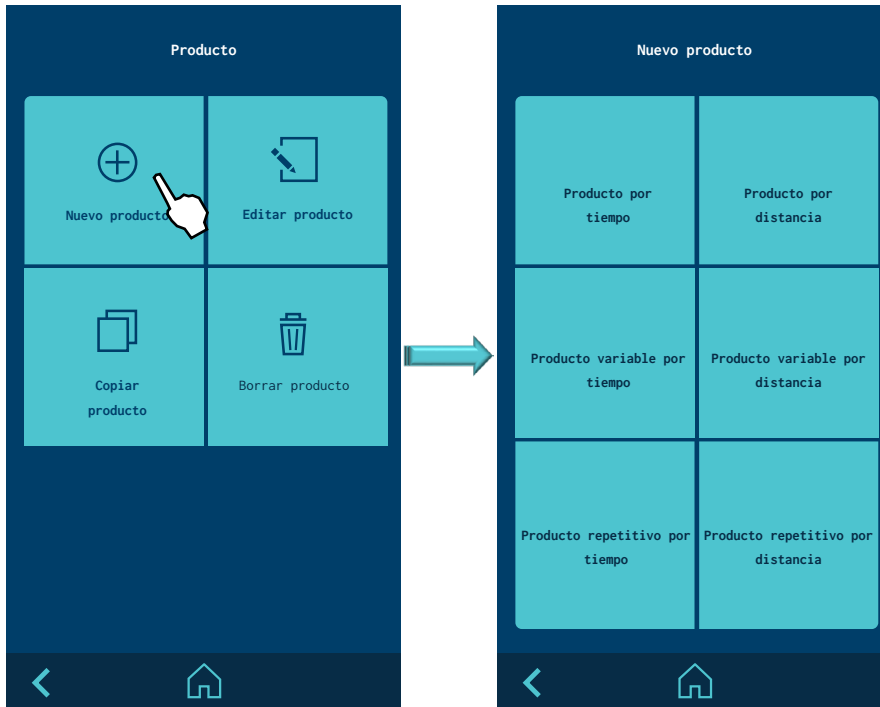 Producto
Nuevo producto
Editar producto
Copiar
producto
Borrar producto
Nuevo producto
Producto por
tiempo
Producto por
distancia
Producto variable por
tiempo
Producto variable por
distancia
Producto repetitivo por
tiempo
Producto repetitivo por
distancia